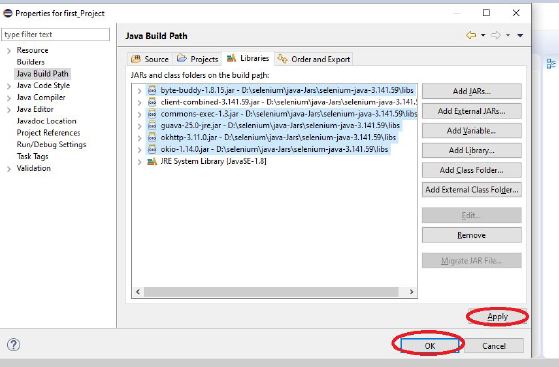 Properties for first_Project
type filter text
Java Build Path
Resource
Builders
Java Build Path
Java Code Style
Java Compiler
Java Editor
Javadoc Location
Project References
Run/Debug Settings
Task Tags
Validation
Source
Projects
Libraries
Order and Export
JARs and class folders on the build path:
byte-buddy-1.8.15.jar - D:\selenium\java-Jars\selenium-java-3.141.59\libs
client-combined-3.141.59.jar - D:\selenium\java-Jars\selenium-java-3.141.5
commons-exec-1.3.jar - D:\selenium\java-Jars\selenium-java-3.141.59\libs
guava-25.0-jre.jar - D:\selenium\java-Jars\selenium-java-3.141.59\libs
okhttp-3.11.0.jar - D:\selenium\java-Jars\selenium-java-3.141.59\libs
okio-1.14.0.jar - D:\selenium\java-Jars\selenium-java-3.141.59\libs
JRE System Library [JavaSE-1.8]
Add JARs...
Add External JARs...
Add Variable...
Add Library...
Add Class Folder...
Add External Class Folder...
Edit...
Remove
Migrate JAR File...
Apply
OK
Cancel